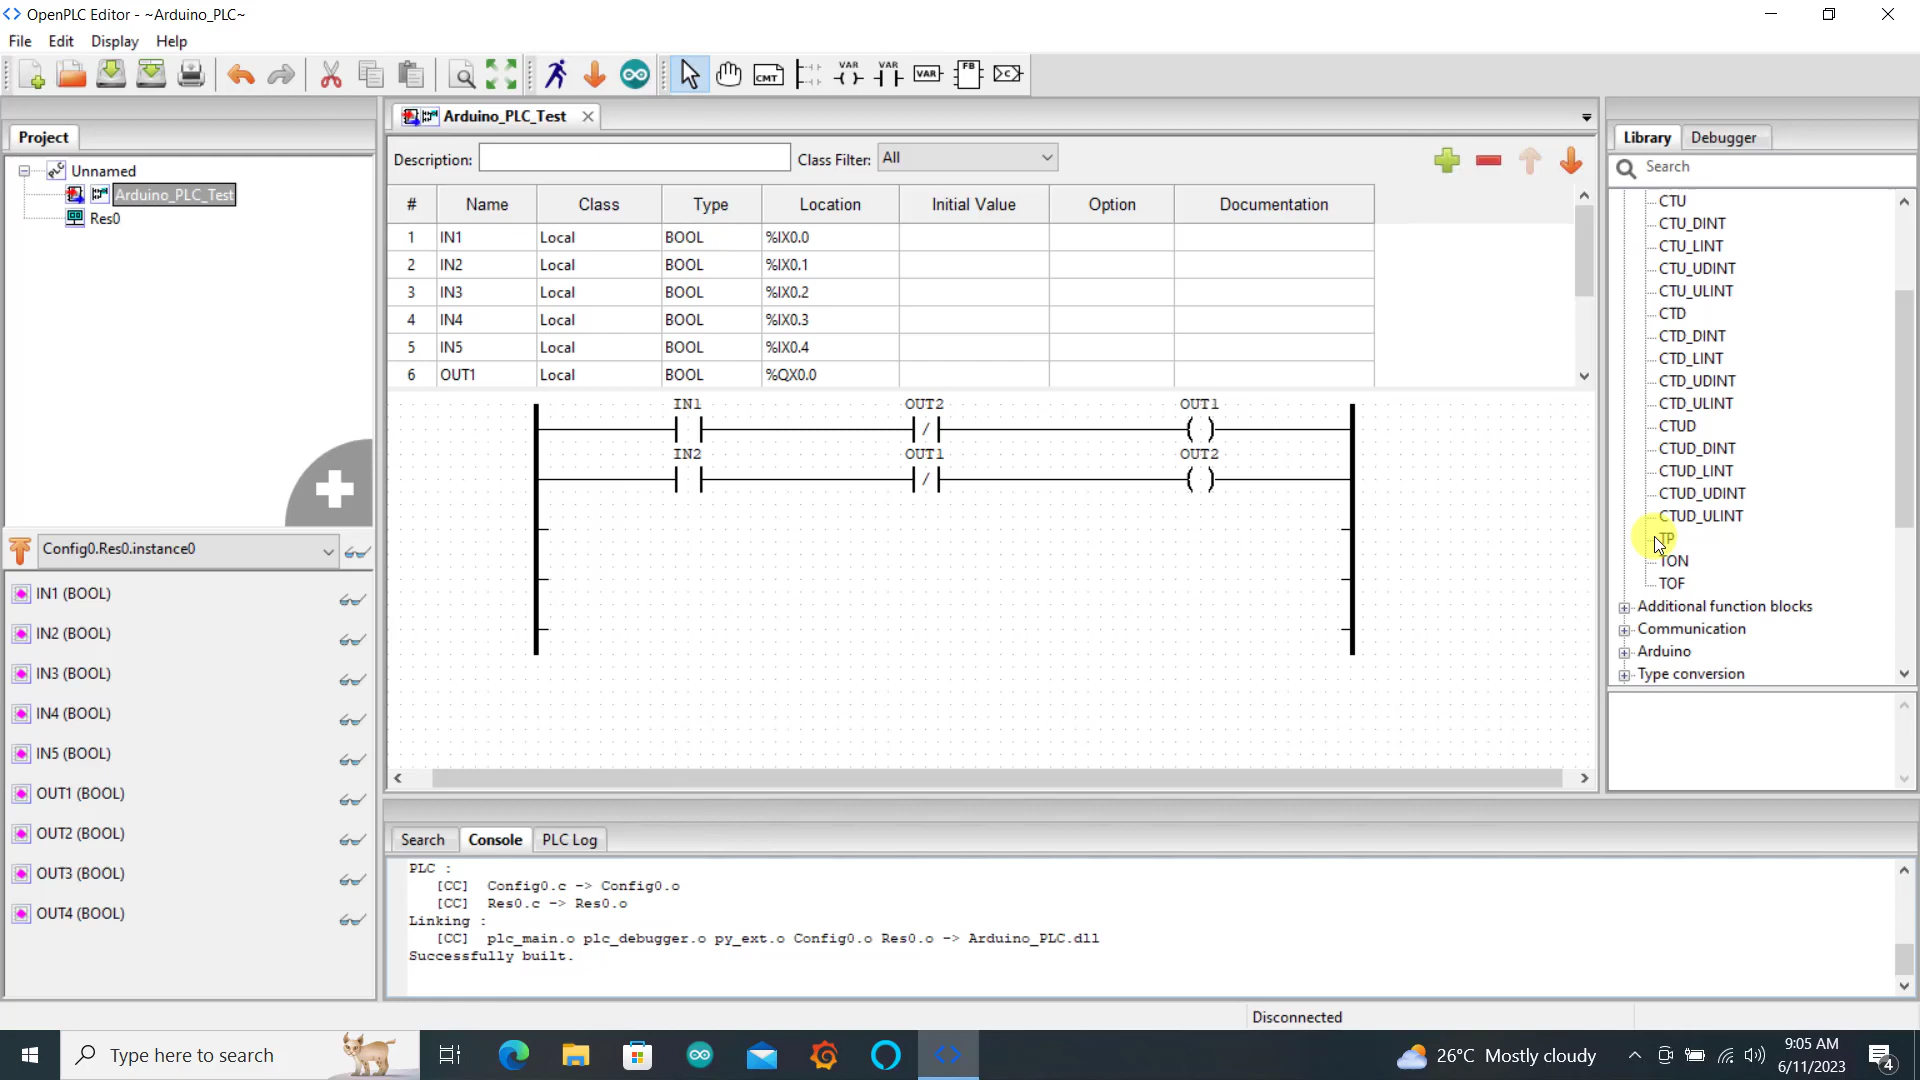 OpenPLC Editor - ~Arduino_PLC~
File Edit Display Help
CMT VAR VAR VAR FB C
Project
Unnamed
Arduino_PLC_Test
Res0
Config0.Res0.instance0
IN1 (BOOL)
IN2 (BOOL)
IN3 (BOOL)
IN4 (BOOL)
IN5 (BOOL)
OUT1 (BOOL)
OUT2 (BOOL)
OUT3 (BOOL)
OUT4 (BOOL)
Arduino_PLC_Test
Description: Class Filter: All
# Name Class Type Location Initial Value Option Documentation
1 IN1 Local BOOL %IX0.0
2 IN2 Local BOOL %IX0.1
3 IN3 Local BOOL %IX0.2
4 IN4 Local BOOL %IX0.3
5 IN5 Local BOOL %IX0.4
6 OUT1 Local BOOL %QX0.0
IN1 OUT2 OUT1
IN2 OUT1 OUT2
Search Console PLC Log
PLC :
[CC] Config0.c -> Config0.o
[CC] Res0.c -> Res0.o
Linking :
[CC] plc_main.o plc_debugger.o py_ext.o Config0.o Res0.o -> Arduino_PLC.dll
Successfully built.
Library Debugger
Search
CTU
CTU_DINT
CTU_LINT
CTU_UDINT
CTU_ULINT
CTD
CTD_DINT
CTD_LINT
CTD_UDINT
CTD_ULINT
CTUD
CTUD_DINT
CTUD_LINT
CTUD_UDINT
CTUD_ULINT
TP
TON
TOF
Additional function blocks
Communication
Arduino
Type conversion
Disconnected
Type here to search
26°C Mostly cloudy
9:05 AM
6/11/2023
4